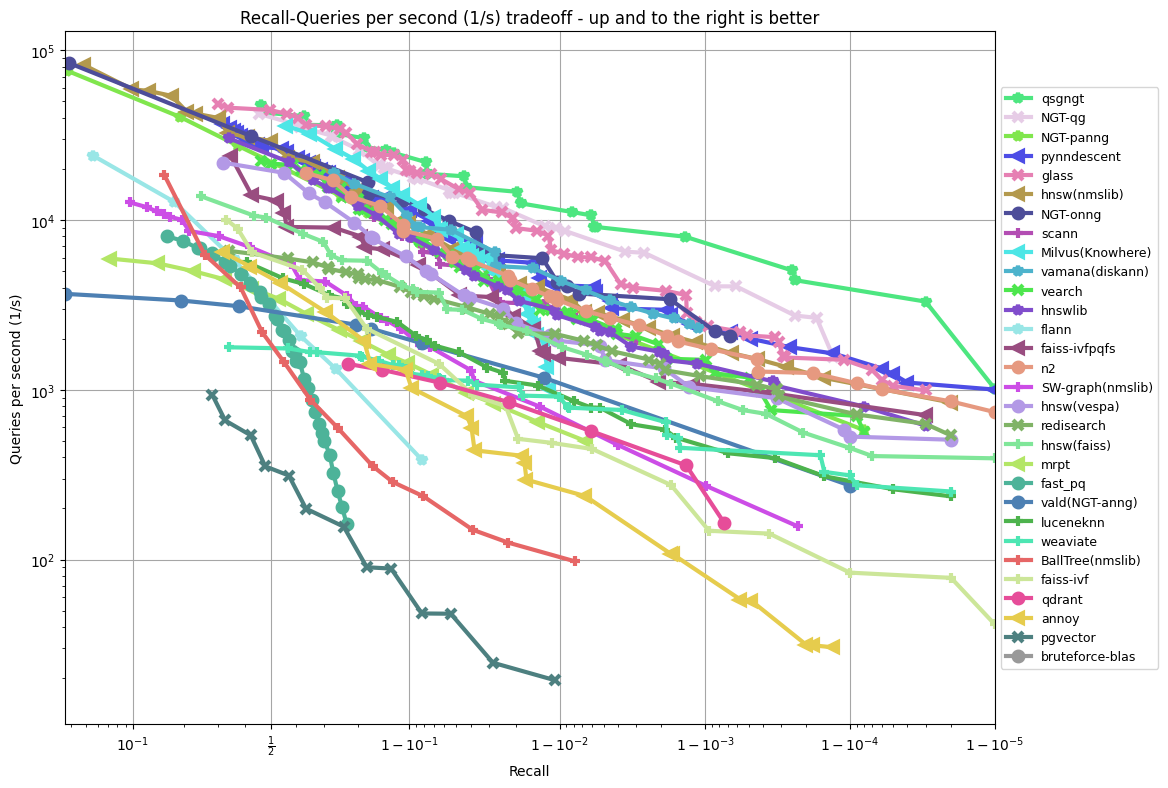 Recall-Queries per second (1/s) tradeoff - up and to the right is better
Queries per second (1/s)
10^5
10^4
10^3
10^2
10^-1
1/2
1 − 10^-1
1 − 10^-2
1 − 10^-3
1 − 10^-4
1 − 10^-5
Recall
qsgngt
NGT-qg
NGT-panng
pynndescent
glass
hnsw(nmslib)
NGT-onng
scann
Milvus(Knowhere)
vamana(diskann)
vearch
hnswlib
flann
faiss-ivfpqfs
n2
SW-graph(nmslib)
hnsw(vespa)
redisearch
hnsw(faiss)
mrpt
fast_pq
vald(NGT-anng)
luceneknn
weaviate
BallTree(nmslib)
faiss-ivf
qdrant
annoy
pgvector
bruteforce-blas